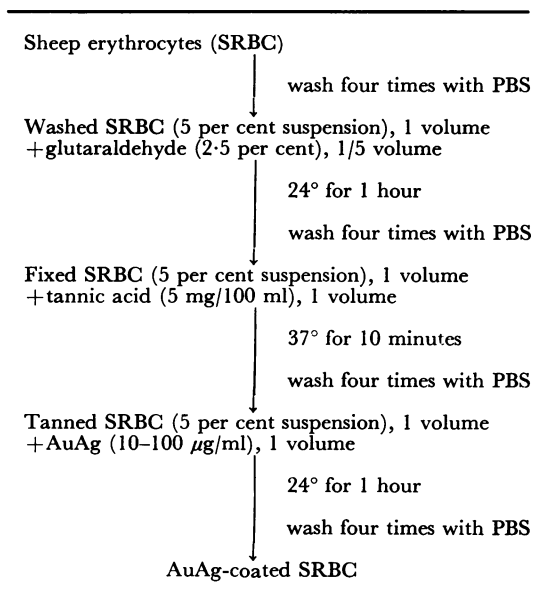 Sheep erythrocytes (SRBC)
wash four times with PBS
Washed SRBC (5 per cent suspension), 1 volume
+glutaraldehyde (2·5 per cent), 1/5 volume
24° for 1 hour
wash four times with PBS
Fixed SRBC (5 per cent suspension), 1 volume
+tannic acid (5 mg/100 ml), 1 volume
37° for 10 minutes
wash four times with PBS
Tanned SRBC (5 per cent suspension), 1 volume
+AuAg (10–100 μg/ml), 1 volume
24° for 1 hour
wash four times with PBS
AuAg-coated SRBC